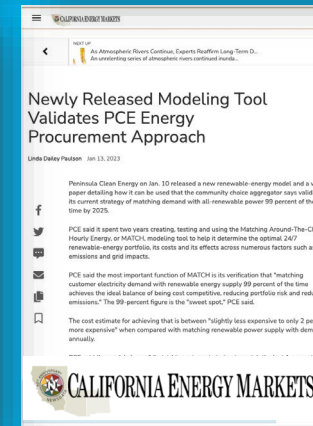 CALIFORNIA ENERGY MARKETS
NEXT UP
As Atmospheric Rivers Continue, Experts Reaffirm Long-Term D...
An unrelenting series of atmospheric rivers continued inunda...
Newly Released Modeling Tool
Validates PCE Energy
Procurement Approach
Linda Dailey Paulson Jan 13, 2023
Peninsula Clean Energy on Jan. 10 released a new renewable-energy model and a
paper detailing how it can be used that the community choice aggregator says
its current strategy of matching demand with all-renewable power 99 percent of
time by 2025.
PCE said it spent two years creating, testing and using the Matching Around-The-
Hourly Energy, or MATCH, modeling tool to help it determine the optimal 24/7
renewable-energy portfolio, its costs and its effects across numerous factors such
emissions and grid impacts.
PCE said the most important function of MATCH is its verification that "matching
customer electricity demand with renewable energy supply 99 percent of the time
achieves the ideal balance of being cost competitive, reducing portfolio risk and
emissions." The 99-percent figure is the "sweet spot," PCE said.
The cost estimate for achieving that is between "slightly less expensive to only 2
more expensive" when compared with matching renewable power supply with
annually.
CALIFORNIA ENERGY MARKETS